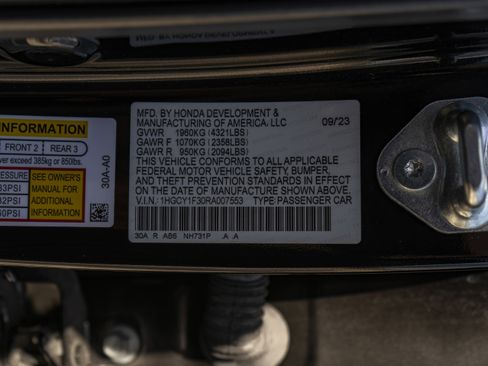 INFORMATION
FRONT 2 REAR 3
ver exceed 385kg or 850lbs.
ESSURE
SEE OWNER'S
MANUAL FOR
ADDITIONAL
INFORMATION
33PSI
32PSI
60PSI
30A-A0
MFD. BY HONDA DEVELOPMENT &
MANUFACTURING OF AMERICA, LLC 09/23
GVWR 1960KG (4321LBS)
GAWR F 1070KG (2358LBS)
GAWR R 950KG (2094LBS)
THIS VEHICLE CONFORMS TO ALL APPLICABLE
FEDERAL MOTOR VEHICLE SAFETY, BUMPER,
AND THEFT PREVENTION STANDARDS IN EFFECT
ON THE DATE OF MANUFACTURE SHOWN ABOVE.
V.I.N.: 1HGCY1F30RA007553 TYPE PASSENGER CAR
30A R AB6 NH731P .A .A